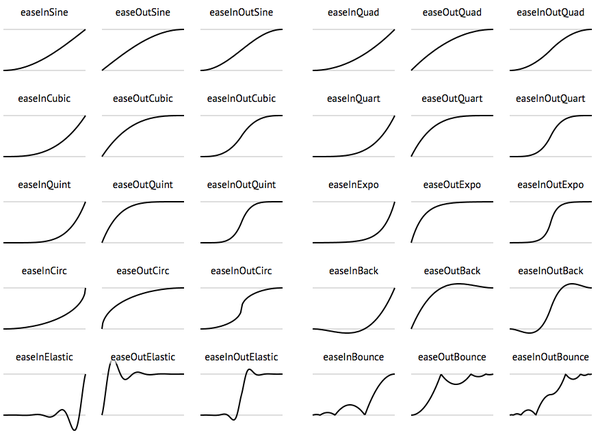 easeInSine easeOutSine easeInOutSine easeInQuad easeOutQuad easeInOutQuad
easeInCubic easeOutCubic easeInOutCubic easeInQuart easeOutQuart easeInOutQuart
easeInQuint easeOutQuint easeInOutQuint easeInExpo easeOutExpo easeInOutExpo
easeInCirc easeOutCirc easeInOutCirc easeInBack easeOutBack easeInOutBack
easeInElastic easeOutElastic easeInOutElastic easeInBounce easeOutBounce easeInOutBounce